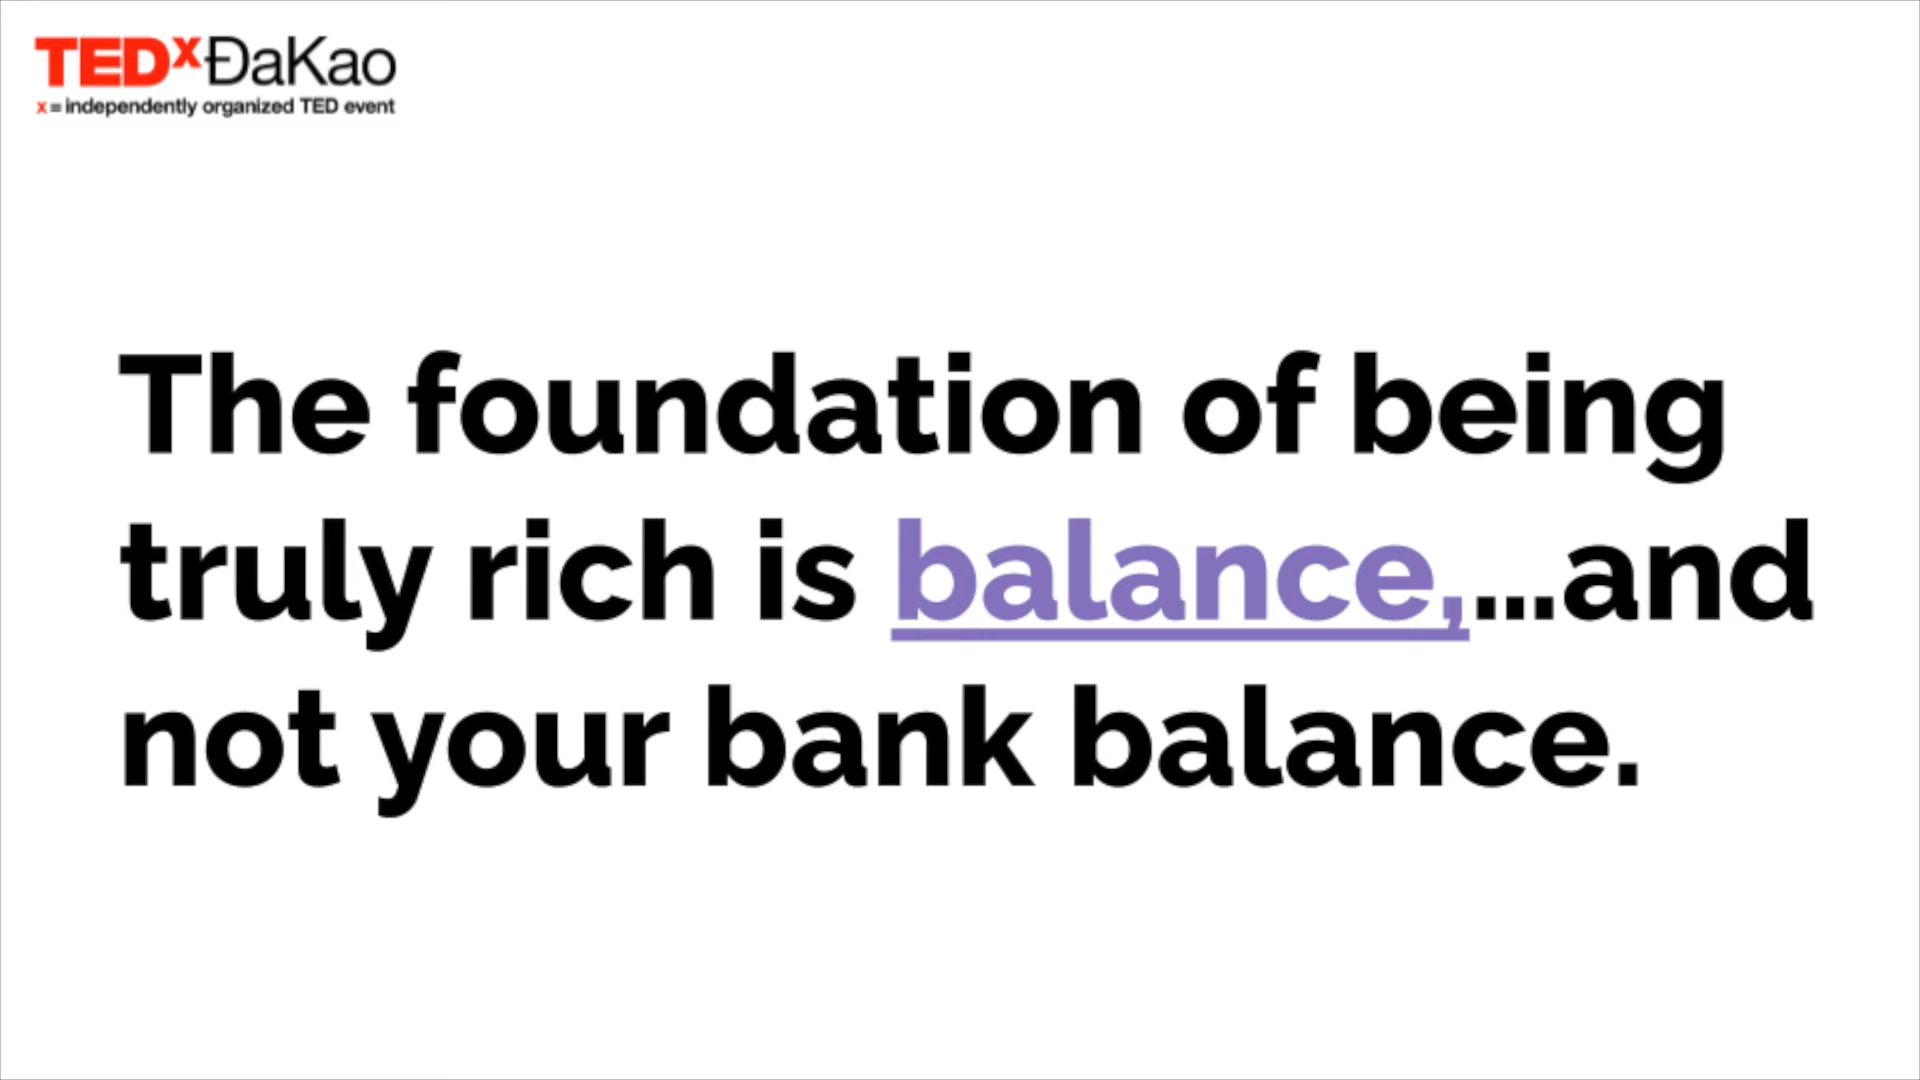 TEDxĐaKao
x = independently organized TED event
The foundation of being
truly rich is balance,...and
not your bank balance.